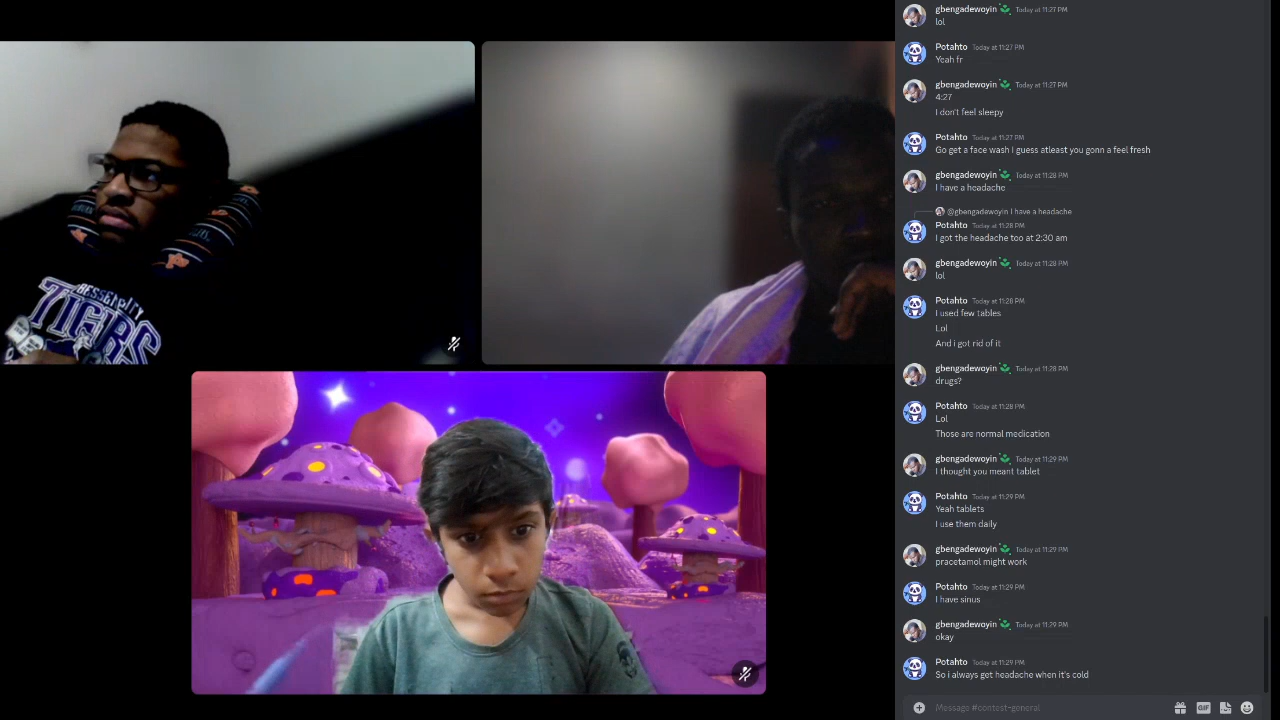 BESSEMER CITY
TIGERS
gbengadewoyin Today at 11:27 PM
lol
Potahto Today at 11:27 PM
Yeah fr
gbengadewoyin Today at 11:27 PM
4:27
I don't feel sleepy
Potahto Today at 11:27 PM
Go get a face wash I guess atleast you gonn a feel fresh
gbengadewoyin Today at 11:28 PM
I have a headache
@gbengadewoyin I have a headache
Potahto Today at 11:28 PM
I got the headache too at 2:30 am
gbengadewoyin Today at 11:28 PM
lol
Potahto Today at 11:28 PM
I used few tables
Lol
And i got rid of it
gbengadewoyin Today at 11:28 PM
drugs?
Potahto Today at 11:28 PM
Lol
Those are normal medication
gbengadewoyin Today at 11:29 PM
I thought you meant tablet
Potahto Today at 11:29 PM
Yeah tablets
I use them daily
gbengadewoyin Today at 11:29 PM
pracetamol might work
Potahto Today at 11:29 PM
I have sinus
gbengadewoyin Today at 11:29 PM
okay
Potahto Today at 11:29 PM
So i always get headache when it's cold
Message #contest-general
GIF